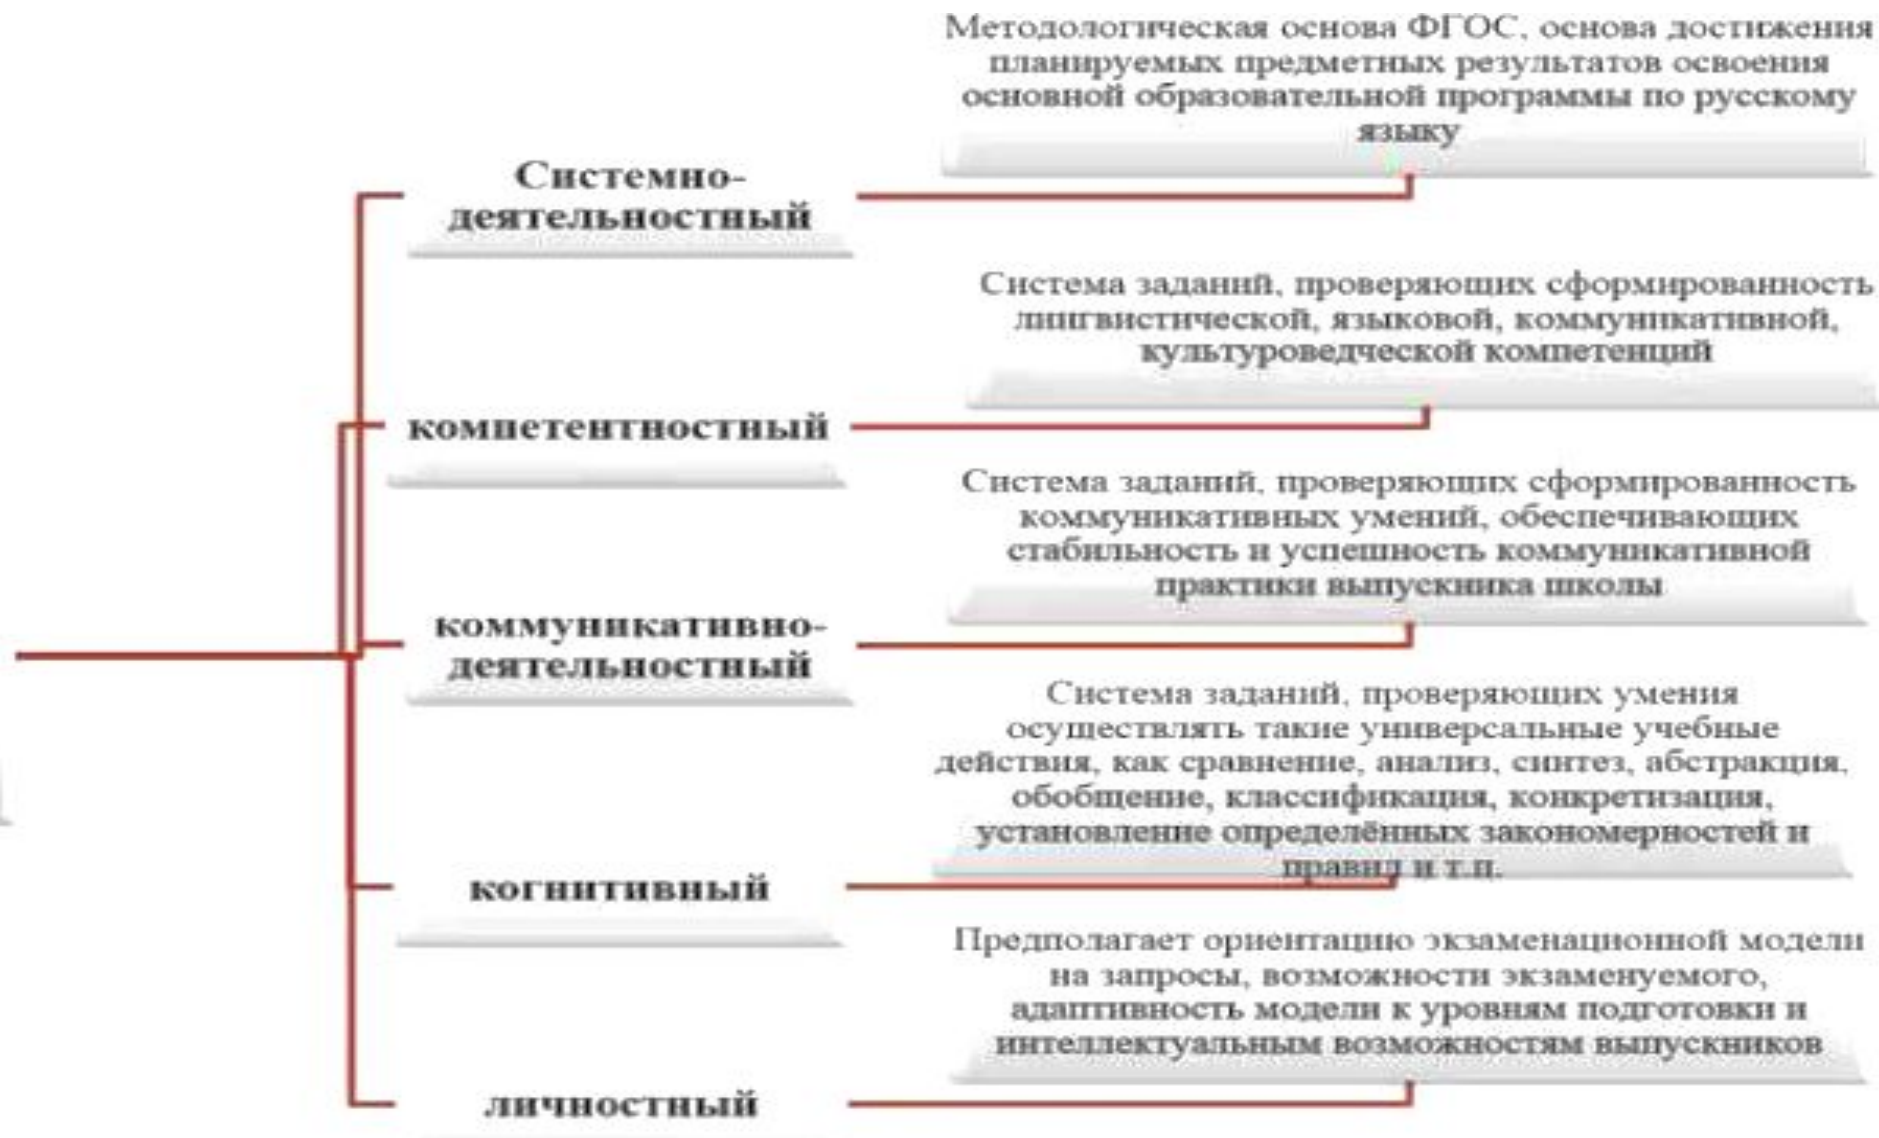 Методологическая основа ФГОС, основа достижения
планируемых предметных результатов освоения
основной образовательной программы по русскому
языку
Системно-
деятельностный
Система заданий, проверяющих сформированность
лингвистической, языковой, коммуникативной,
культуроведческой компетенций
компетентностный
Система заданий, проверяющих сформированность
коммуникативных умений, обеспечивающих
стабильность и успешность коммуникативной
практики выпускника школы
коммуникативно-
деятельностный
Система заданий, проверяющих умения
осуществлять такие универсальные учебные
действия, как сравнение, анализ, синтез, абстракция,
обобщение, классификация, конкретизация,
установление определённых закономерностей и
правил и т.п.
когнитивный
Предполагает ориентацию экзаменационной модели
на запросы, возможности экзаменуемого,
адаптивность модели к уровням подготовки и
интеллектуальным возможностям выпускников
личностный